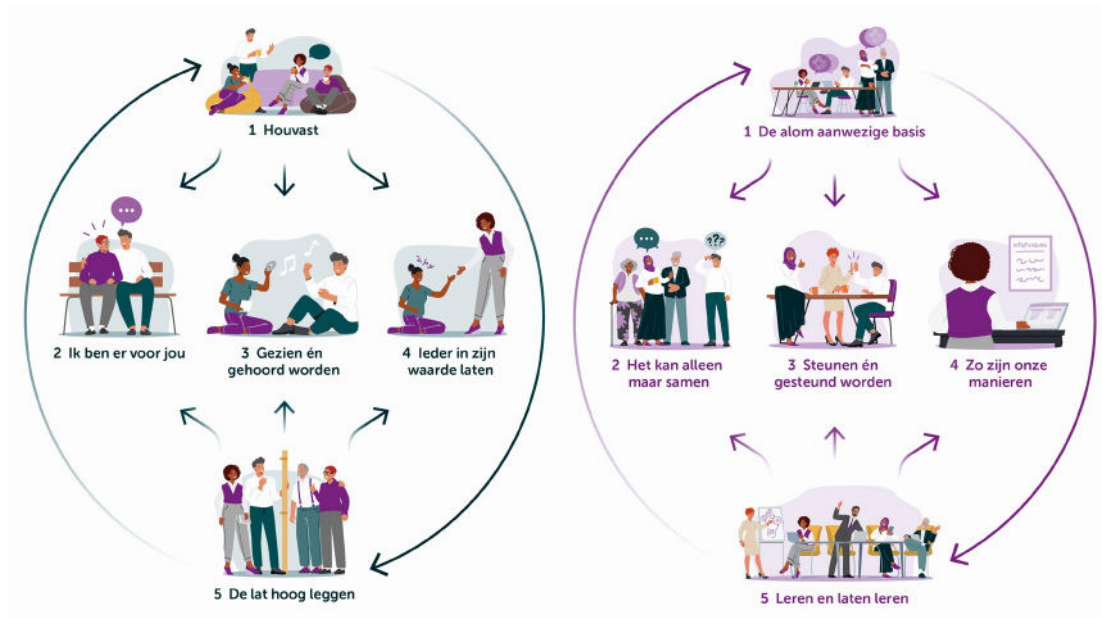 1 Houvast
2 Ik ben er voor jou
3 Gezien én
gehoord worden
4 Ieder in zijn
waarde laten
5 De lat hoog leggen
1 De alom aanwezige basis
???
2 Het kan alleen
maar samen
3 Steunen én
gesteund worden
4 Zo zijn onze
manieren
5 Leren en laten leren